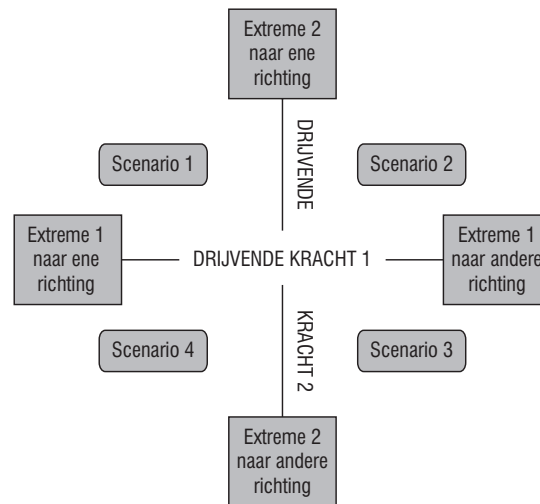 Extreme 2
naar ene
richting
DRIJVENDE
Scenario 1
Scenario 2
Extreme 1
naar ene
richting
DRIJVENDE KRACHT 1
Extreme 1
naar andere
richting
Scenario 4
KRACHT 2
Scenario 3
Extreme 2
naar andere
richting